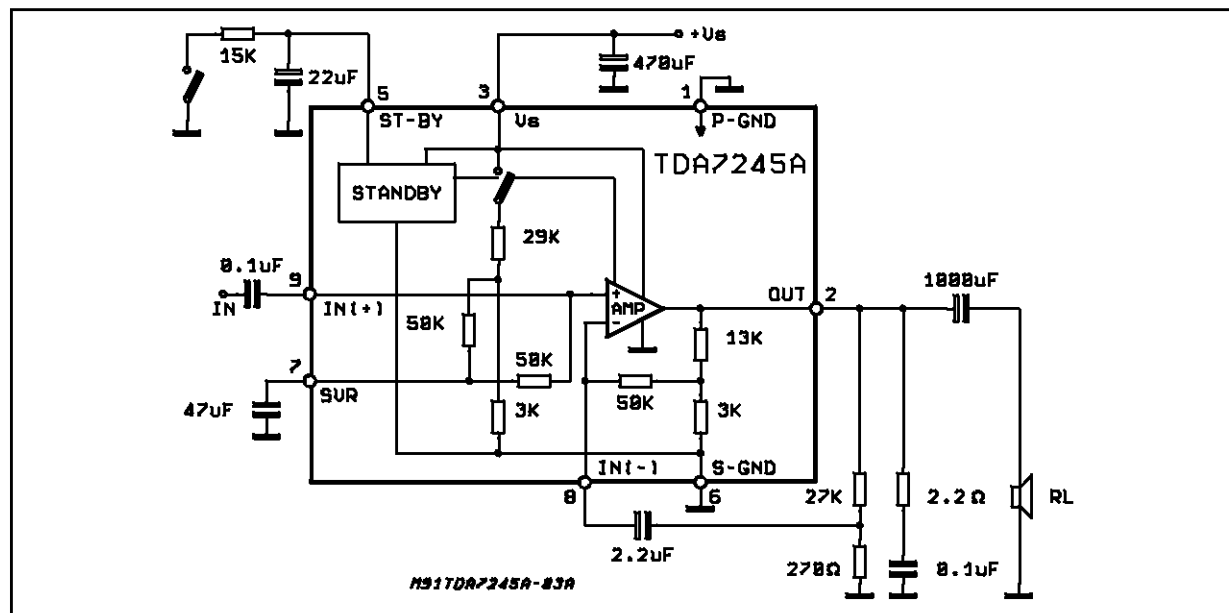 +Vs
15K
22uF
470uF
5
3
1
ST-BY
Vs
P-GND
TDA7245A
STANDBY
29K
0.1uF
9
IN
IN(+)
50K
AMP
+
-
OUT
2
1000uF
13K
7
SVR
50K
50K
47uF
3K
3K
IN(-)
S-GND
8
6
27K
2.2Ω
RL
2.2uF
270Ω
0.1uF
M91TDA7245A-03A